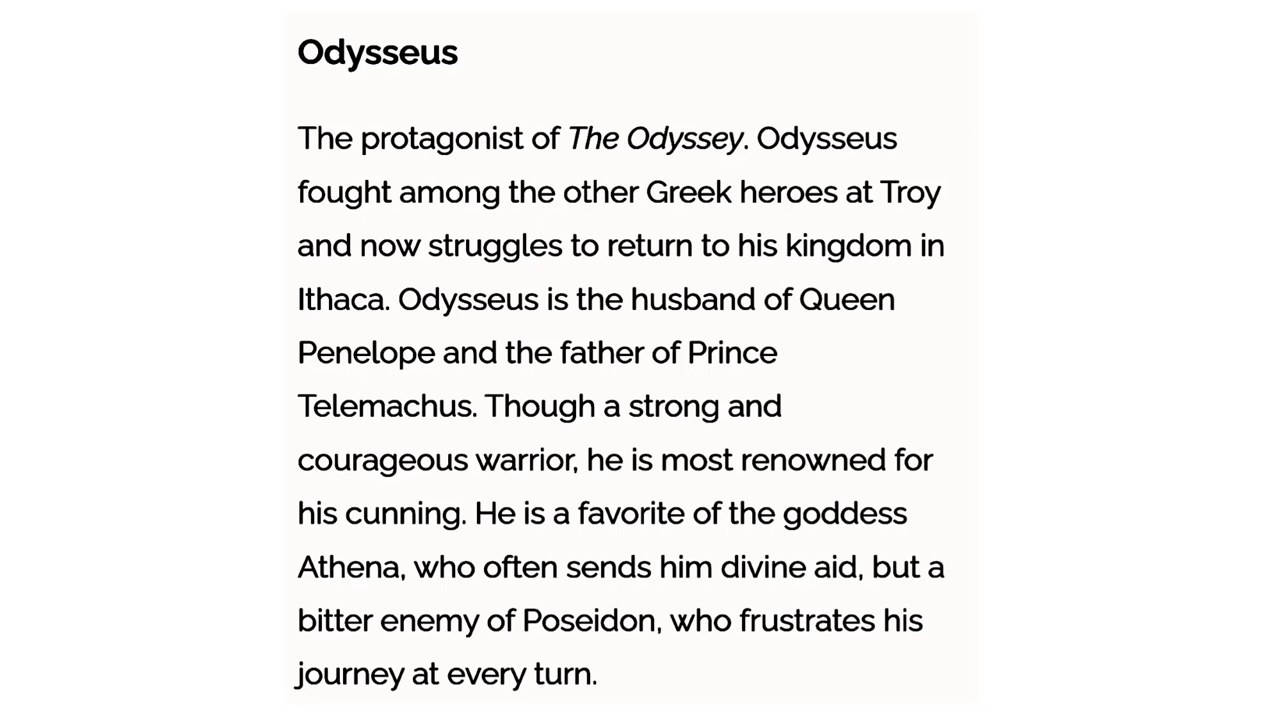 Odysseus
The protagonist of The Odyssey. Odysseus
fought among the other Greek heroes at Troy
and now struggles to return to his kingdom in
Ithaca. Odysseus is the husband of Queen
Penelope and the father of Prince
Telemachus. Though a strong and
courageous warrior, he is most renowned for
his cunning. He is a favorite of the goddess
Athena, who often sends him divine aid, but a
bitter enemy of Poseidon, who frustrates his
journey at every turn.